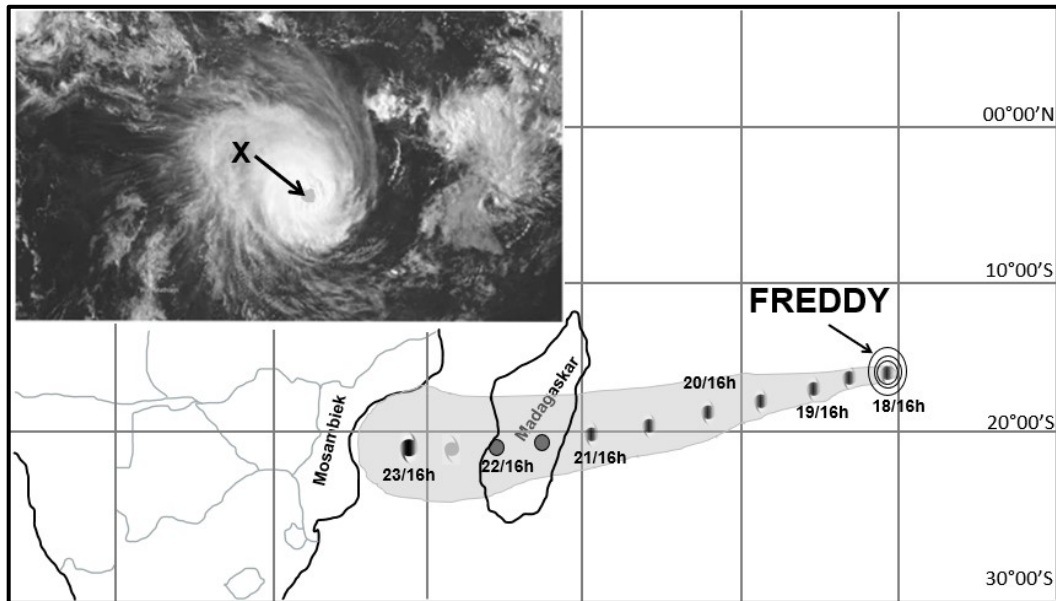 X
00°00'N
10°00'S
FREDDY
20/16h
19/16h
18/16h
Madagaskar
Mosambiek
20°00'S
23/16h
22/16h
21/16h
30°00'S